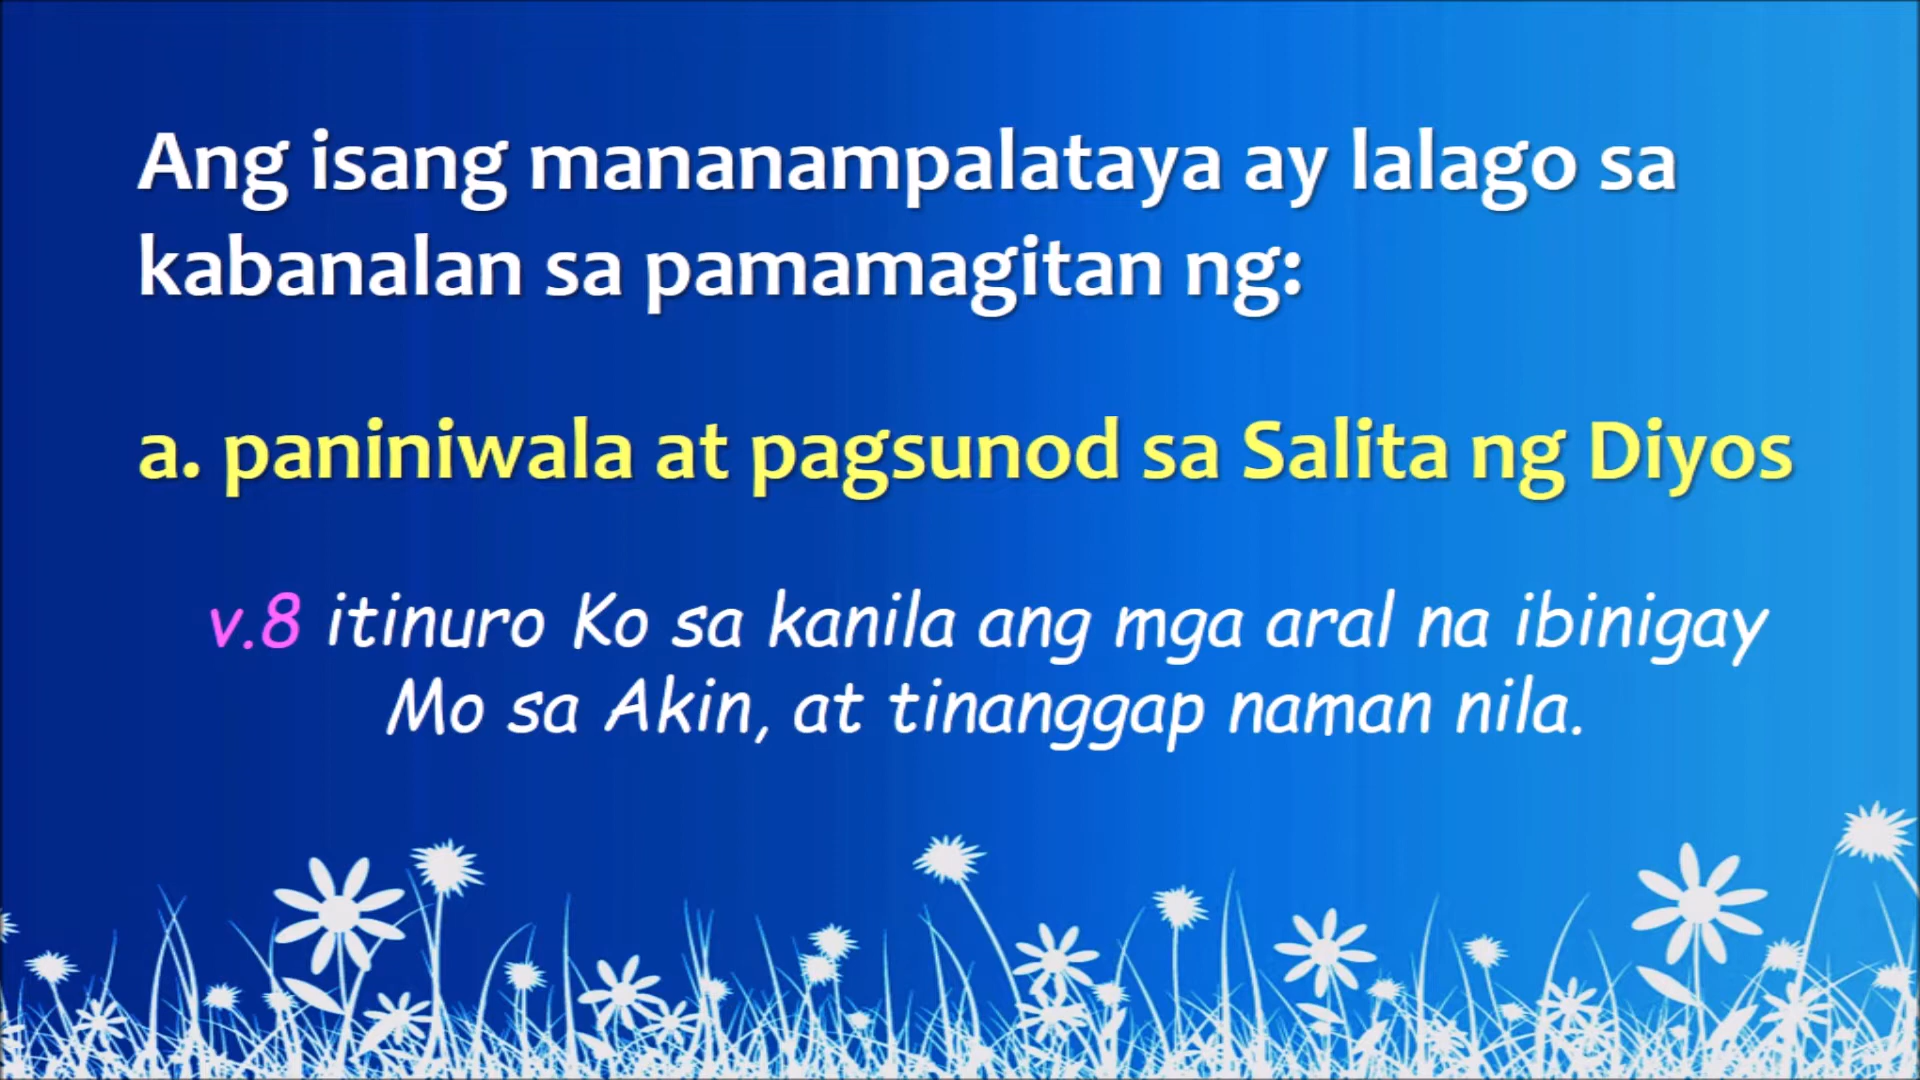 Ang isang mananampalataya ay lalago sa
kabanalan sa pamamagitan ng:
a. paniniwala at pagsunod sa Salita ng Diyos
v.8 itinuro Ko sa kanila ang mga aral na ibinigay
Mo sa Akin, at tinanggap naman nila.